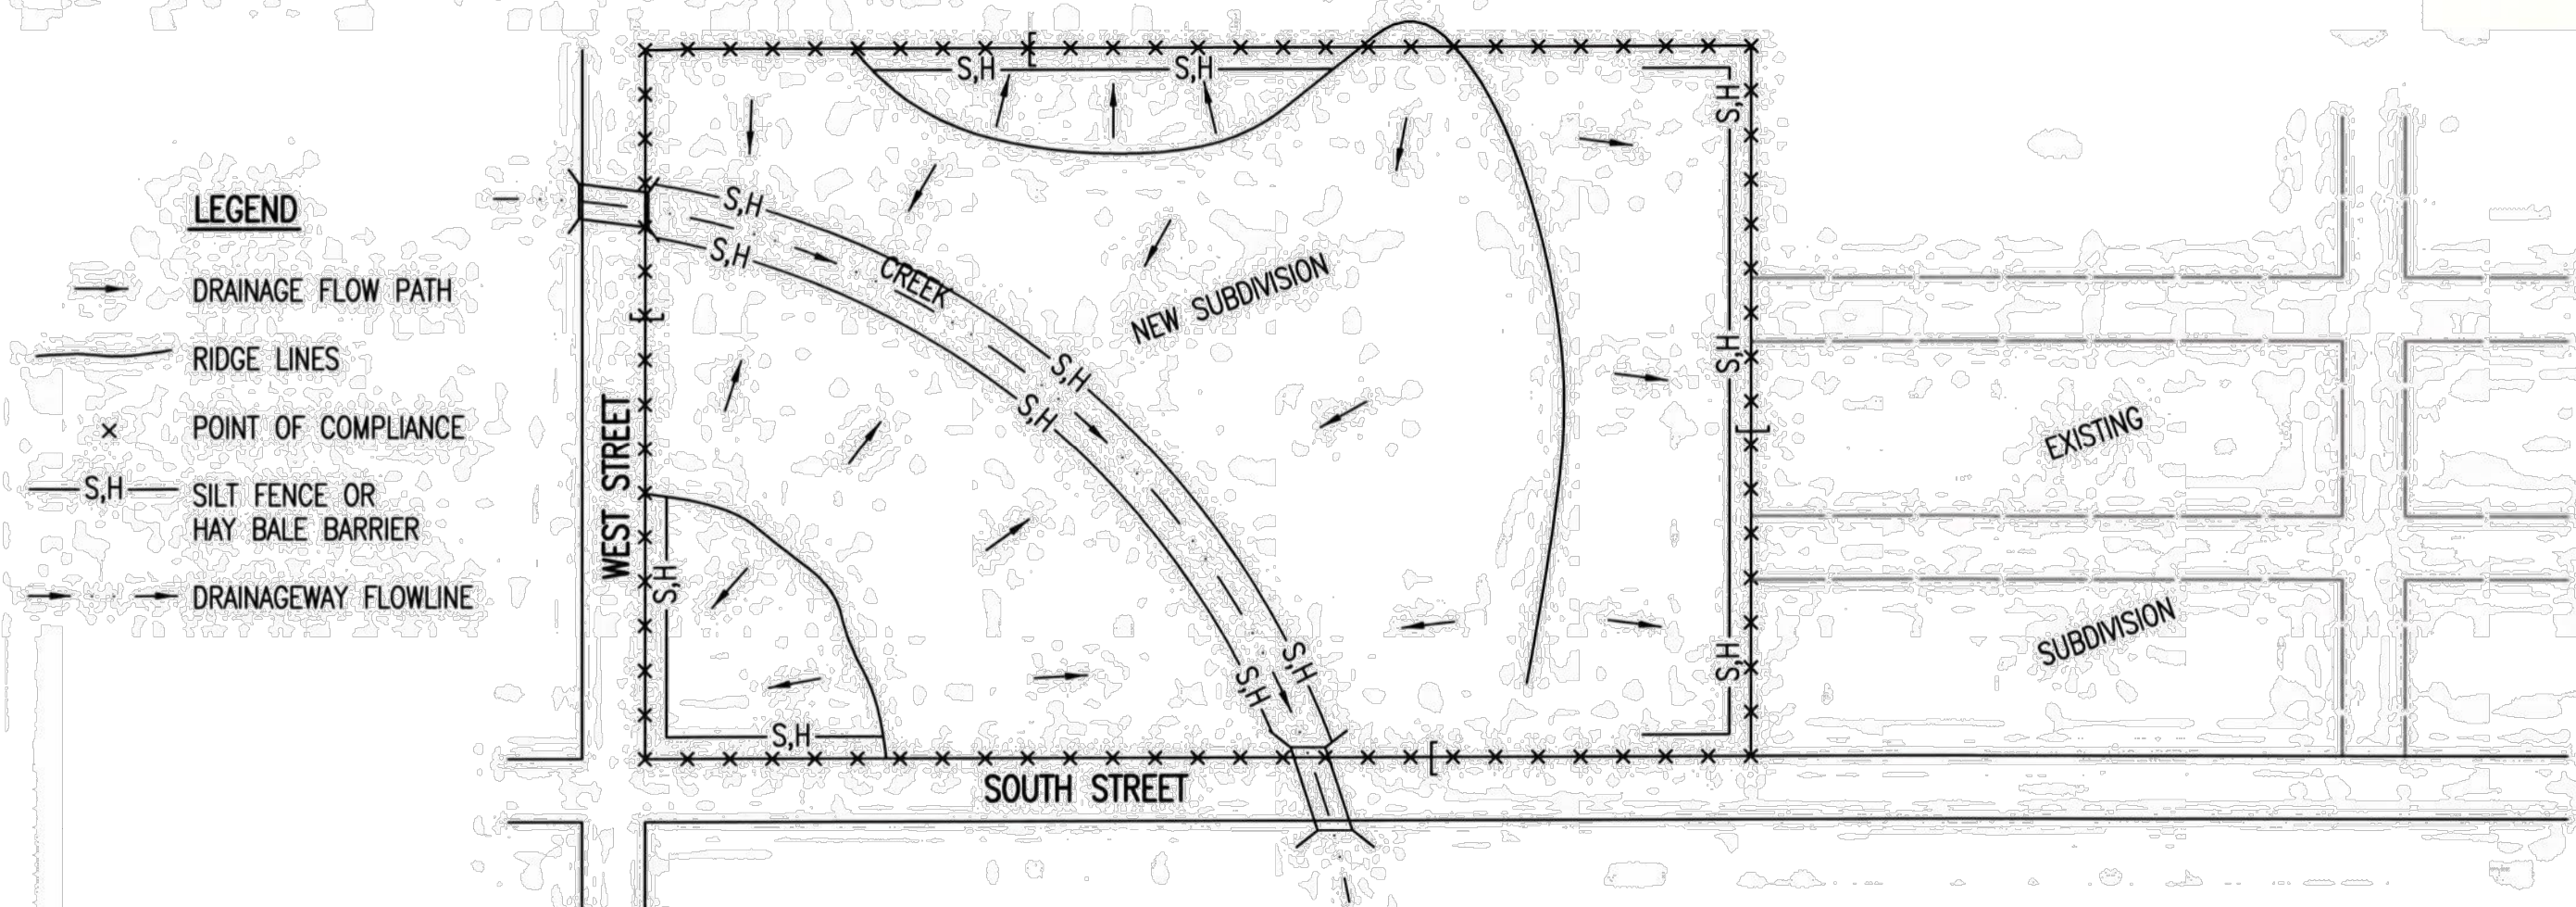 LEGEND
DRAINAGE FLOW PATH
RIDGE LINES
× POINT OF COMPLIANCE
S,H SILT FENCE OR
HAY BALE BARRIER
DRAINAGEWAY FLOWLINE
S,H
S,H
S,H
S,H
CREEK
NEW SUBDIVISION
S,H
S,H
S,H
S,H
WEST STREET
S,H
S,H
S,H
S,H
S,H
S,H
SOUTH STREET
EXISTING
SUBDIVISION